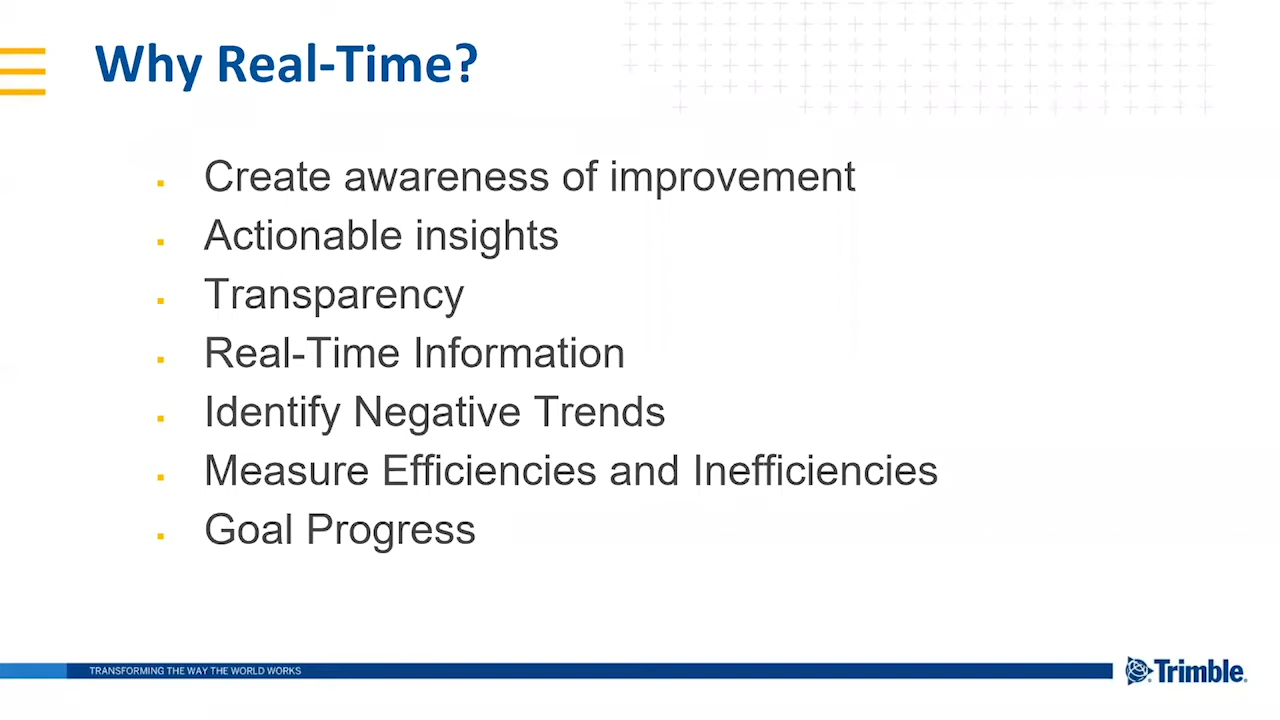 Why Real-Time?
Create awareness of improvement
Actionable insights
Transparency
Real-Time Information
Identify Negative Trends
Measure Efficiencies and Inefficiencies
Goal Progress
TRANSFORMING THE WAY THE WORLD WORKS
Trimble